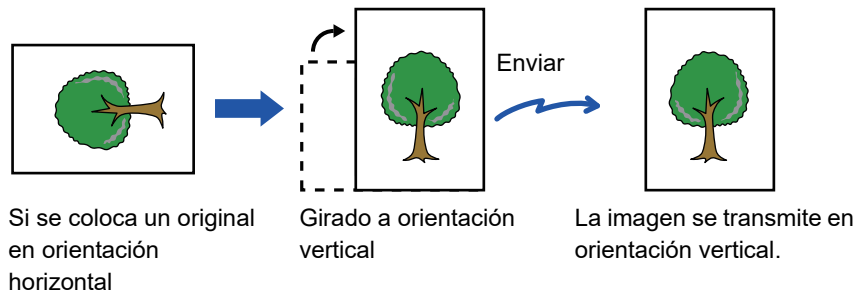 Enviar
Si se coloca un original
en orientación
horizontal
Girado a orientación
vertical
La imagen se transmite en
orientación vertical.